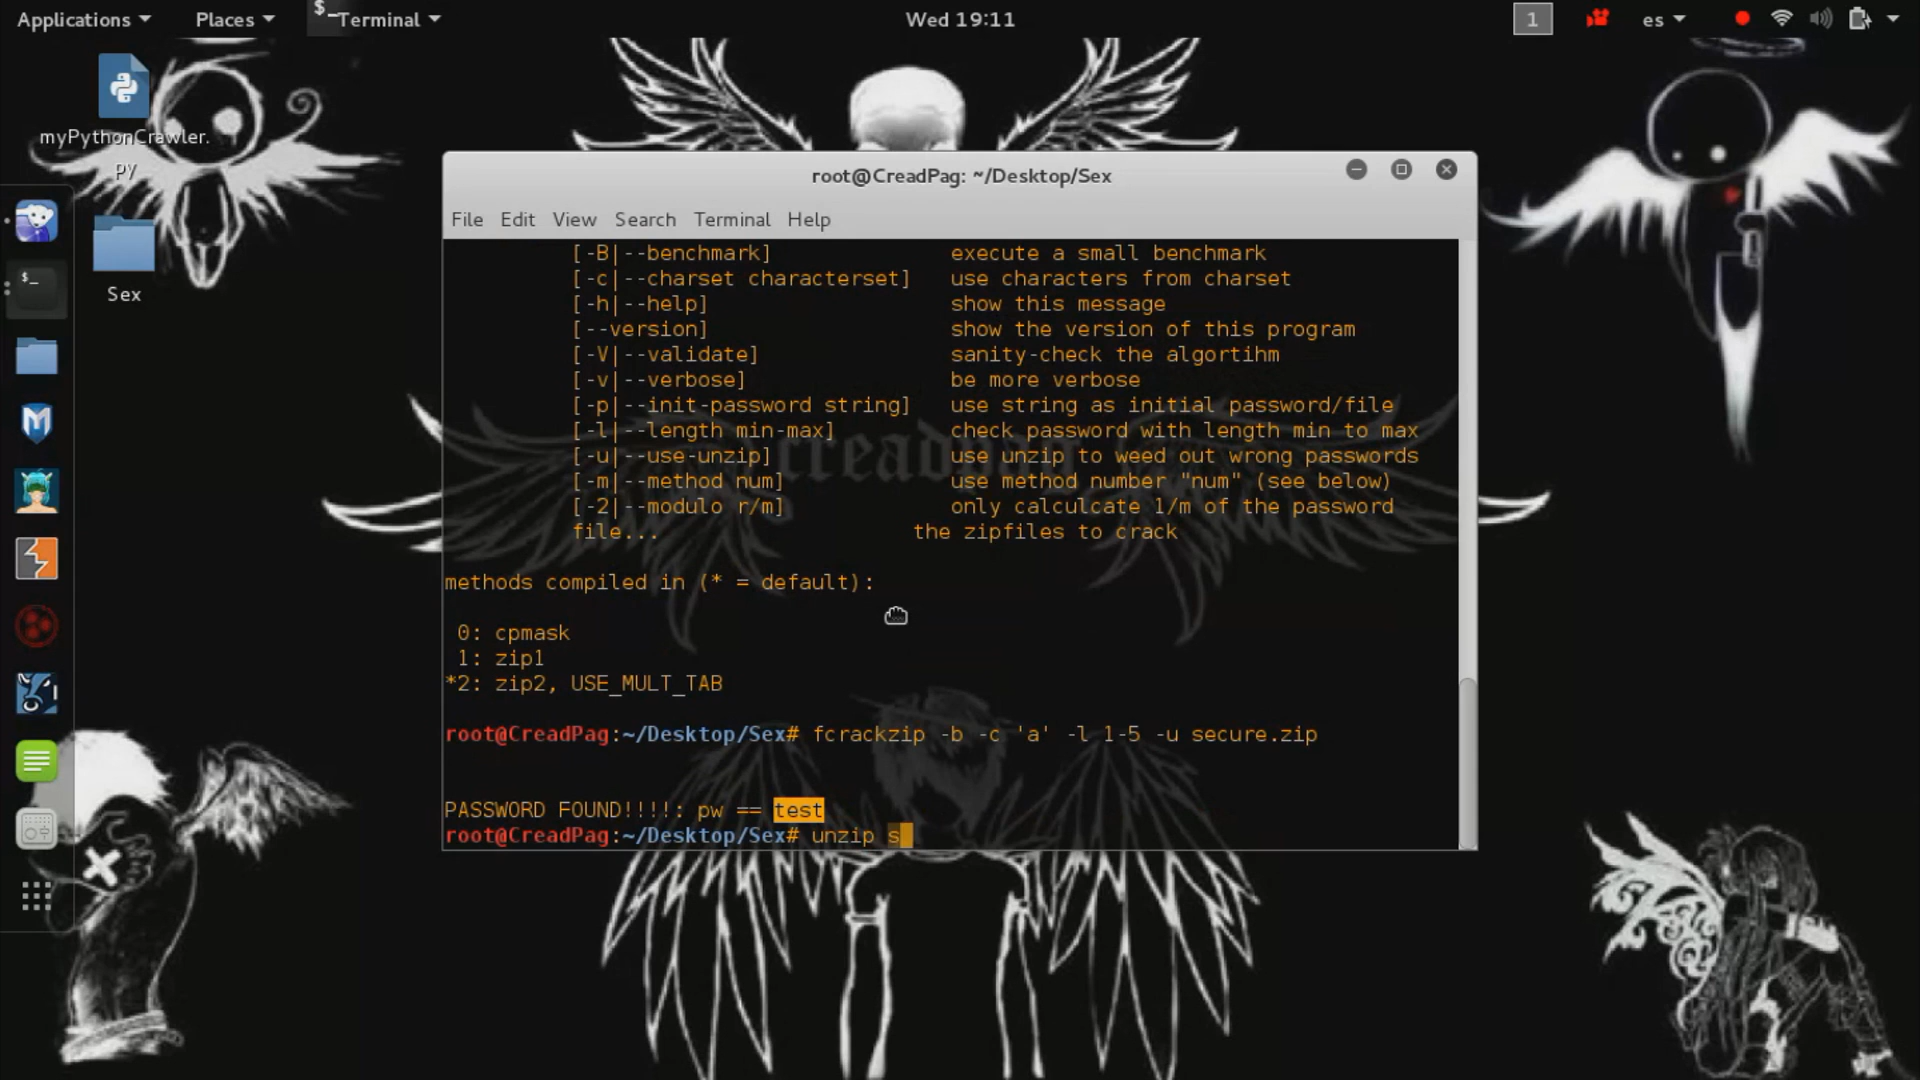 Applications Places Terminal Wed 19:11 1 es
myPythonCrawler.
py
Sex
root@CreadPag: ~/Desktop/Sex
File Edit View Search Terminal Help
[-B|--benchmark] execute a small benchmark
[-c|--charset characterset] use characters from charset
[-h|--help] show this message
[--version] show the version of this program
[-V|--validate] sanity-check the algortihm
[-v|--verbose] be more verbose
[-p|--init-password string] use string as initial password/file
[-l|--length min-max] check password with length min to max
[-u|--use-unzip] use unzip to weed out wrong passwords
[-m|--method num] use method number "num" (see below)
[-2|--modulo r/m] only calculcate 1/m of the password
file... the zipfiles to crack
methods compiled in (* = default):
0: cpmask
1: zip1
*2: zip2, USE_MULT_TAB
root@CreadPag:~/Desktop/Sex# fcrackzip -b -c 'a' -l 1-5 -u secure.zip
PASSWORD FOUND!!!!: pw == test
root@CreadPag:~/Desktop/Sex# unzip s